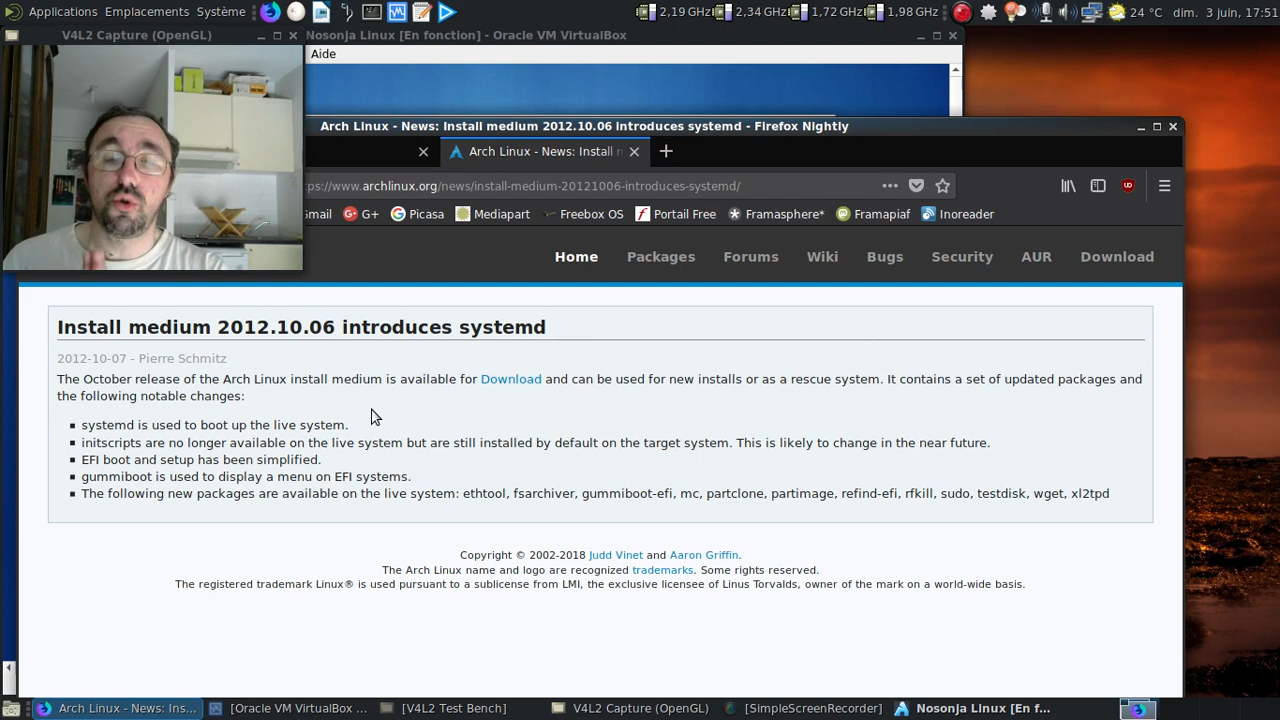 Applications Emplacements Système 2,19 GHz 2,34 GHz 1,72 GHz 1,98 GHz 24 °C dim. 3 juin, 17:51
V4L2 Capture (OpenGL)
Nosonja Linux [En fonction] - Oracle VM VirtualBox
Aide
Arch Linux - News: Install medium 2012.10.06 introduces systemd - Firefox Nightly
Arch Linux - News: Install
ps://www.archlinux.org/news/install-medium-20121006-introduces-systemd/
Gmail G+ Picasa Mediapart Freebox OS Portail Free Framasphere* Framapiaf Inoreader
Home Packages Forums Wiki Bugs Security AUR Download
Install medium 2012.10.06 introduces systemd
2012-10-07 - Pierre Schmitz
The October release of the Arch Linux install medium is available for Download and can be used for new installs or as a rescue system. It contains a set of updated packages and
the following notable changes:
systemd is used to boot up the live system.
initscripts are no longer available on the live system but are still installed by default on the target system. This is likely to change in the near future.
EFI boot and setup has been simplified.
gummiboot is used to display a menu on EFI systems.
The following new packages are available on the live system: ethtool, fsarchiver, gummiboot-efi, mc, partclone, partimage, refind-efi, rfkill, sudo, testdisk, wget, xl2tpd
Copyright © 2002-2018 Judd Vinet and Aaron Griffin.
The Arch Linux name and logo are recognized trademarks. Some rights reserved.
The registered trademark Linux® is used pursuant to a sublicense from LMI, the exclusive licensee of Linus Torvalds, owner of the mark on a world-wide basis.
Arch Linux - News: Ins... [Oracle VM VirtualBox ... [V4L2 Test Bench] V4L2 Capture (OpenGL) [SimpleScreenRecorder] Nosonja Linux [En f...